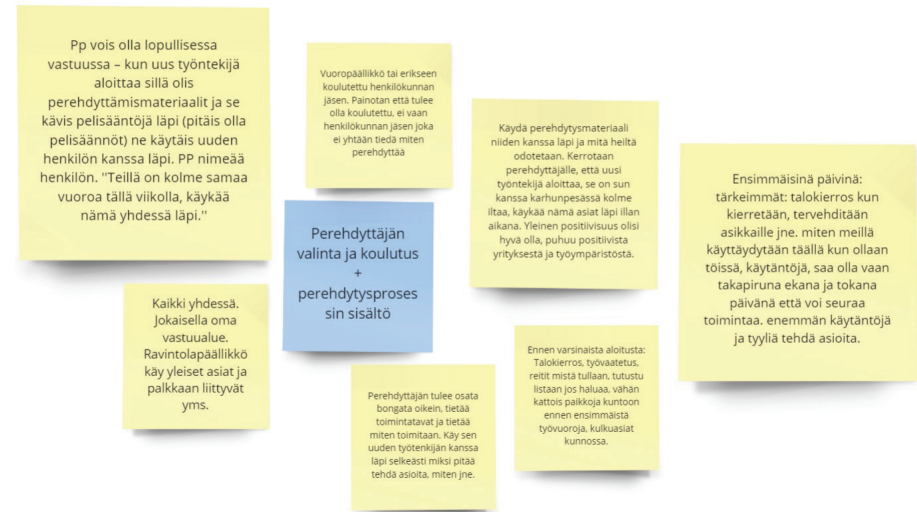 Pp vois olla lopullisessa
vastuussa – kun uus työntekijä
aloittaa sillä olis
perehdyttämismateriaalit ja se
kävis pelisääntöjä läpi (pitäis olla
pelisäännöt) ne käytäis uuden
henkilön kanssa läpi. PP nimeää
henkilön. "Teillä on kolme samaa
vuoroa tällä viikolla, käykää
nämä yhdessä läpi."
Vuoropäällikkö tai erikseen
koulutettu henkilökunnan
jäsen. Painotan että tulee
olla koulutettu, ei vaan
henkilökunnan jäsen joka
ei yhtään tiedä miten
perehdyttää
Käydä perehdytysmateriaali
niiden kanssa läpi ja mitä heiltä
odotetaan. Kerrotaan
perehdyttäjälle, että uusi
työntekijä aloittaa, se on sun
kanssa karhunpesässä kolme
iltaa, käykää nämä asiat läpi illan
aikana. Yleinen positiivisuus olisi
hyvä olla, puhuu positiivista
yrityksestä ja työympäristöstä.
Ensimmäisinä päivinä:
tärkeimmät: talokierros kun
kierretään, tervehditään
asikkaille jne. miten meillä
käyttäydytään täällä kun ollaan
töissä, käytäntöjä, saa olla vaan
takapiruna ekana ja tokana
päivänä että voi seuraa
toimintaa. enemmän käytäntöjä
ja tyyliä tehdä asioita.
Perehdyttäjän
valinta ja koulutus
+
perehdytysproses
sin sisältö
Kaikki yhdessä.
Jokaisella oma
vastuualue.
Ravintolapäällikkö
käy yleiset asiat ja
palkkaan liittyvät
yms.
Perehdyttäjän tulee osata
bongata oikein, tietää
toimintatavat ja tietää
miten toimitaan. Käy sen
uuden työtenkijän kanssa
läpi selkeästi miksi pitää
tehdä asioita, miten jne.
Ennen varsinaista aloitusta:
Talokierros, työvaatetus,
reitit mistä tullaan, tutustu
listaan jos haluaa, vähän
kattois paikkoja kuntoon
ennen ensimmäistä
työvuoroja, kulkuasiat
kunnossa.